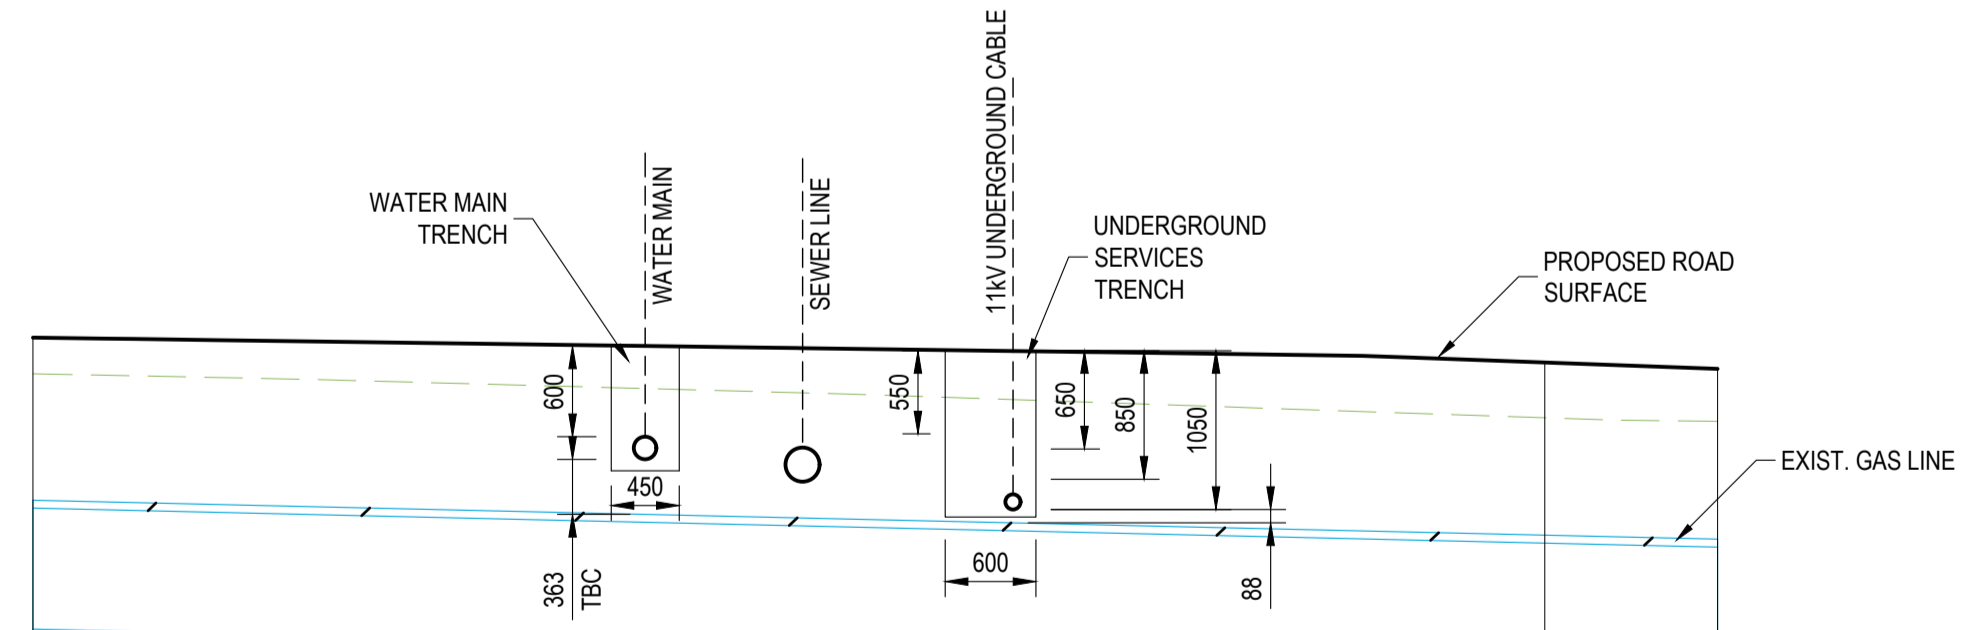 11kV UNDERGROUND CABLE
WATER MAIN
SEWER LINE
WATER MAIN
TRENCH
UNDERGROUND
SERVICES
TRENCH
PROPOSED ROAD
SURFACE
600
550
650
850
1050
EXIST. GAS LINE
450
600
363
TBC
88